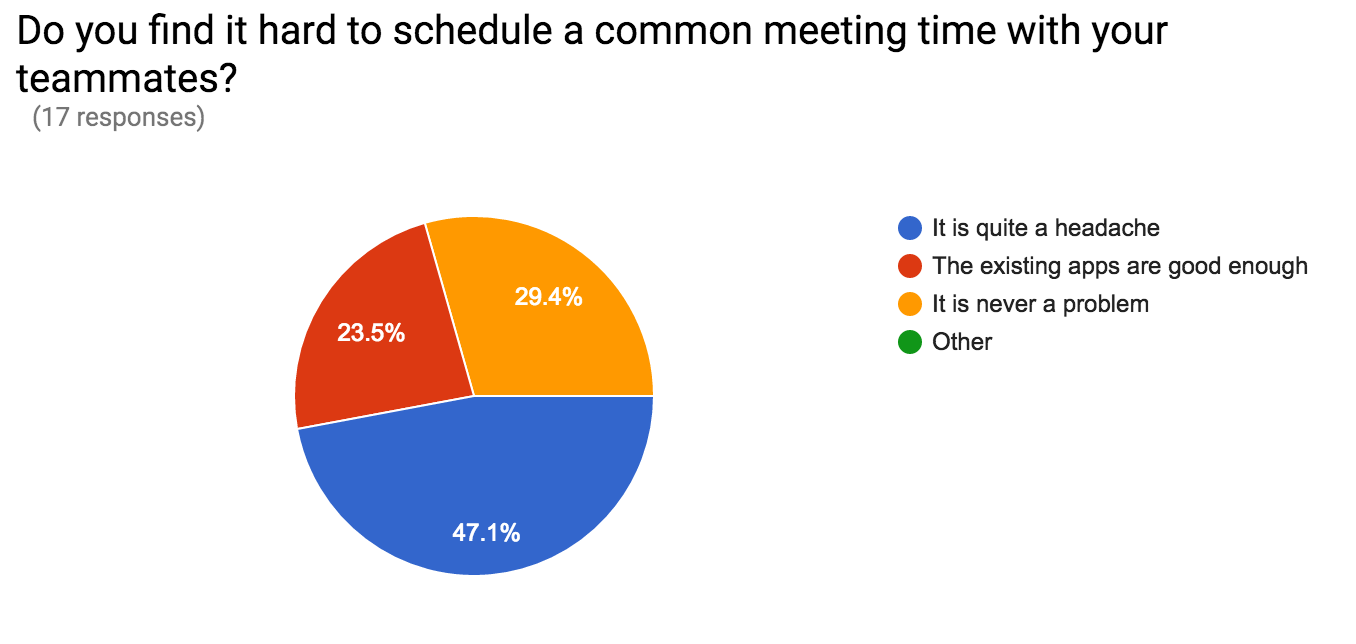 Do you find it hard to schedule a common meeting time with your
teammates?
(17 responses)
It is quite a headache
The existing apps are good enough
It is never a problem
Other
29.4%
23.5%
47.1%